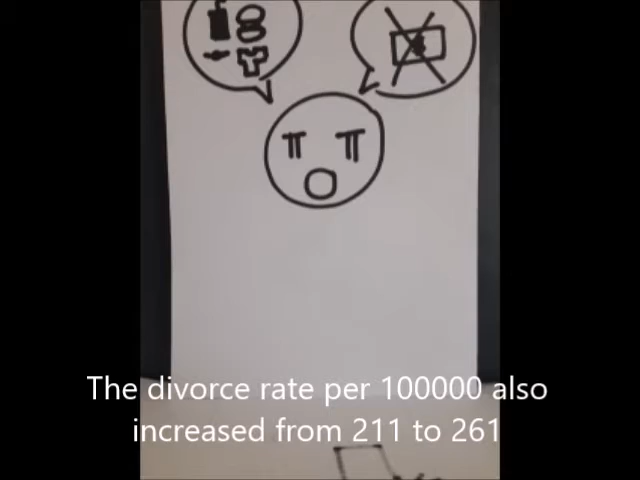 The divorce rate per 100000 also
increased from 211 to 261